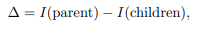 Δ = I(parent) − I(children),